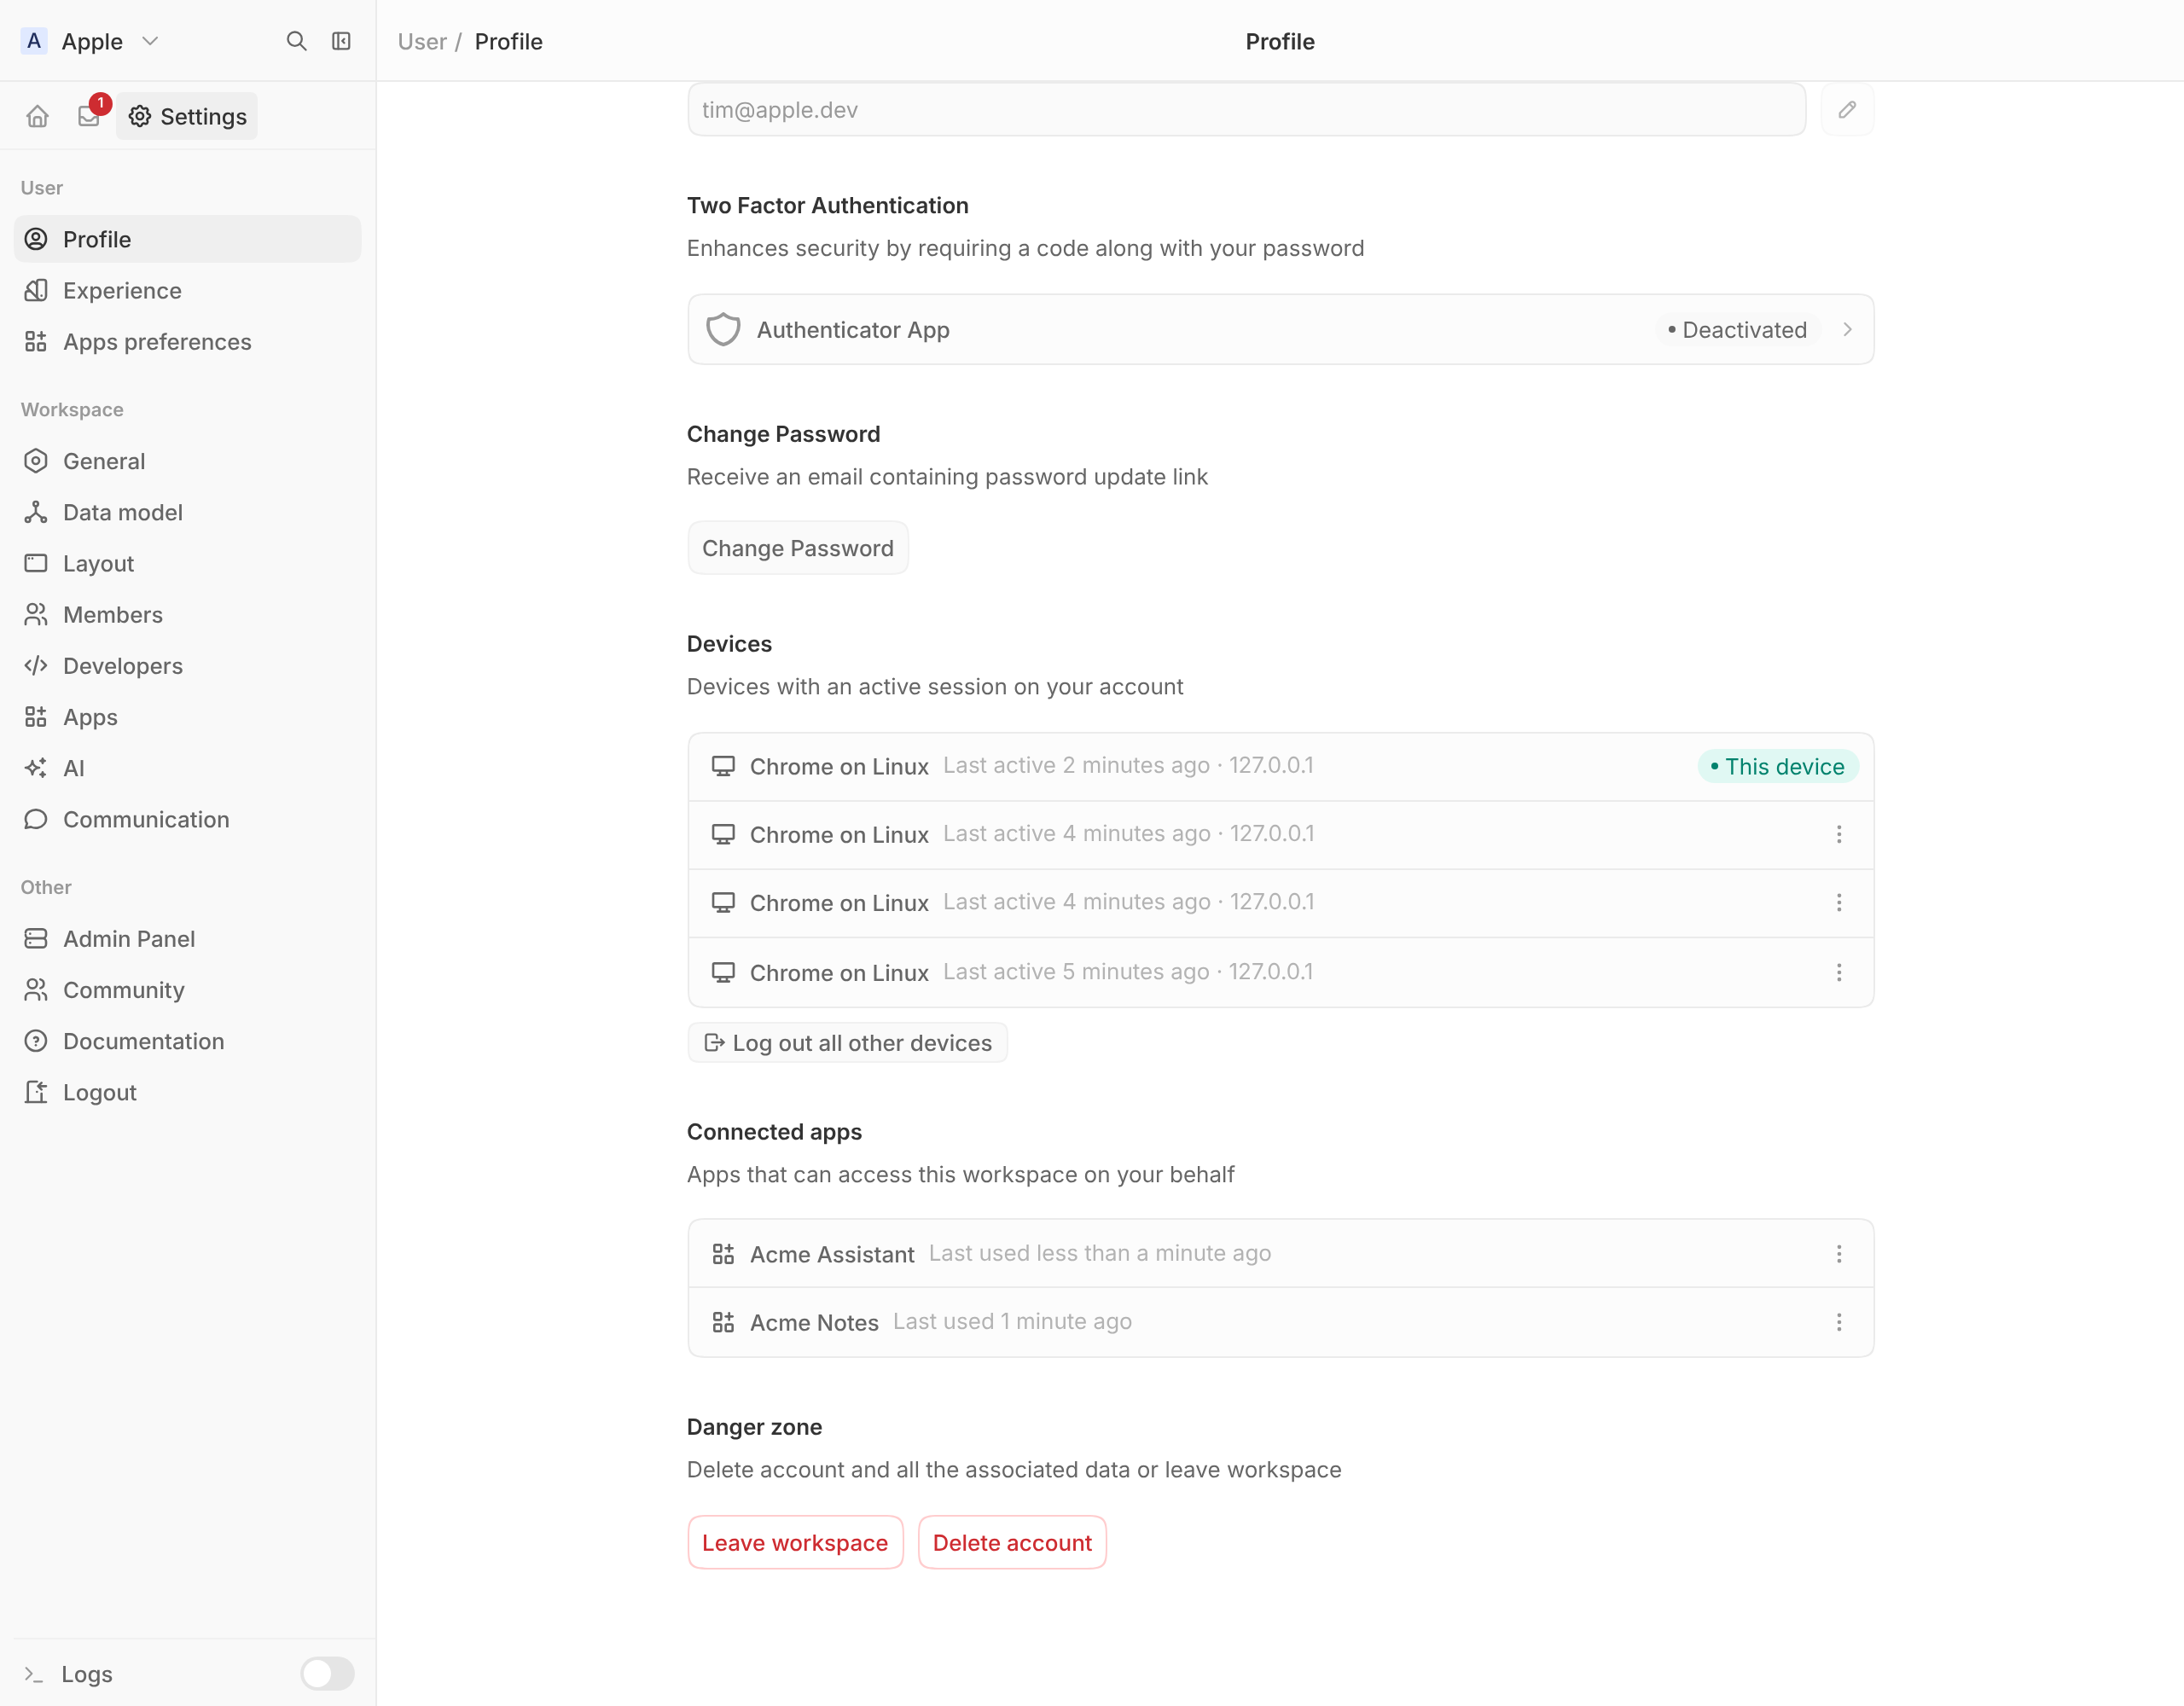 A Apple
User / Profile
Profile
1
Settings
User
Profile
Experience
Apps preferences
Workspace
General
Data model
Layout
Members
Developers
Apps
AI
Communication
Other
Admin Panel
Community
Documentation
Logout
Logs
tim@apple.dev
Two Factor Authentication
Enhances security by requiring a code along with your password
Authenticator App
• Deactivated
Change Password
Receive an email containing password update link
Change Password
Devices
Devices with an active session on your account
Chrome on Linux Last active 2 minutes ago · 127.0.0.1 • This device
Chrome on Linux Last active 4 minutes ago · 127.0.0.1
Chrome on Linux Last active 4 minutes ago · 127.0.0.1
Chrome on Linux Last active 5 minutes ago · 127.0.0.1
Log out all other devices
Connected apps
Apps that can access this workspace on your behalf
Acme Assistant Last used less than a minute ago
Acme Notes Last used 1 minute ago
Danger zone
Delete account and all the associated data or leave workspace
Leave workspace
Delete account